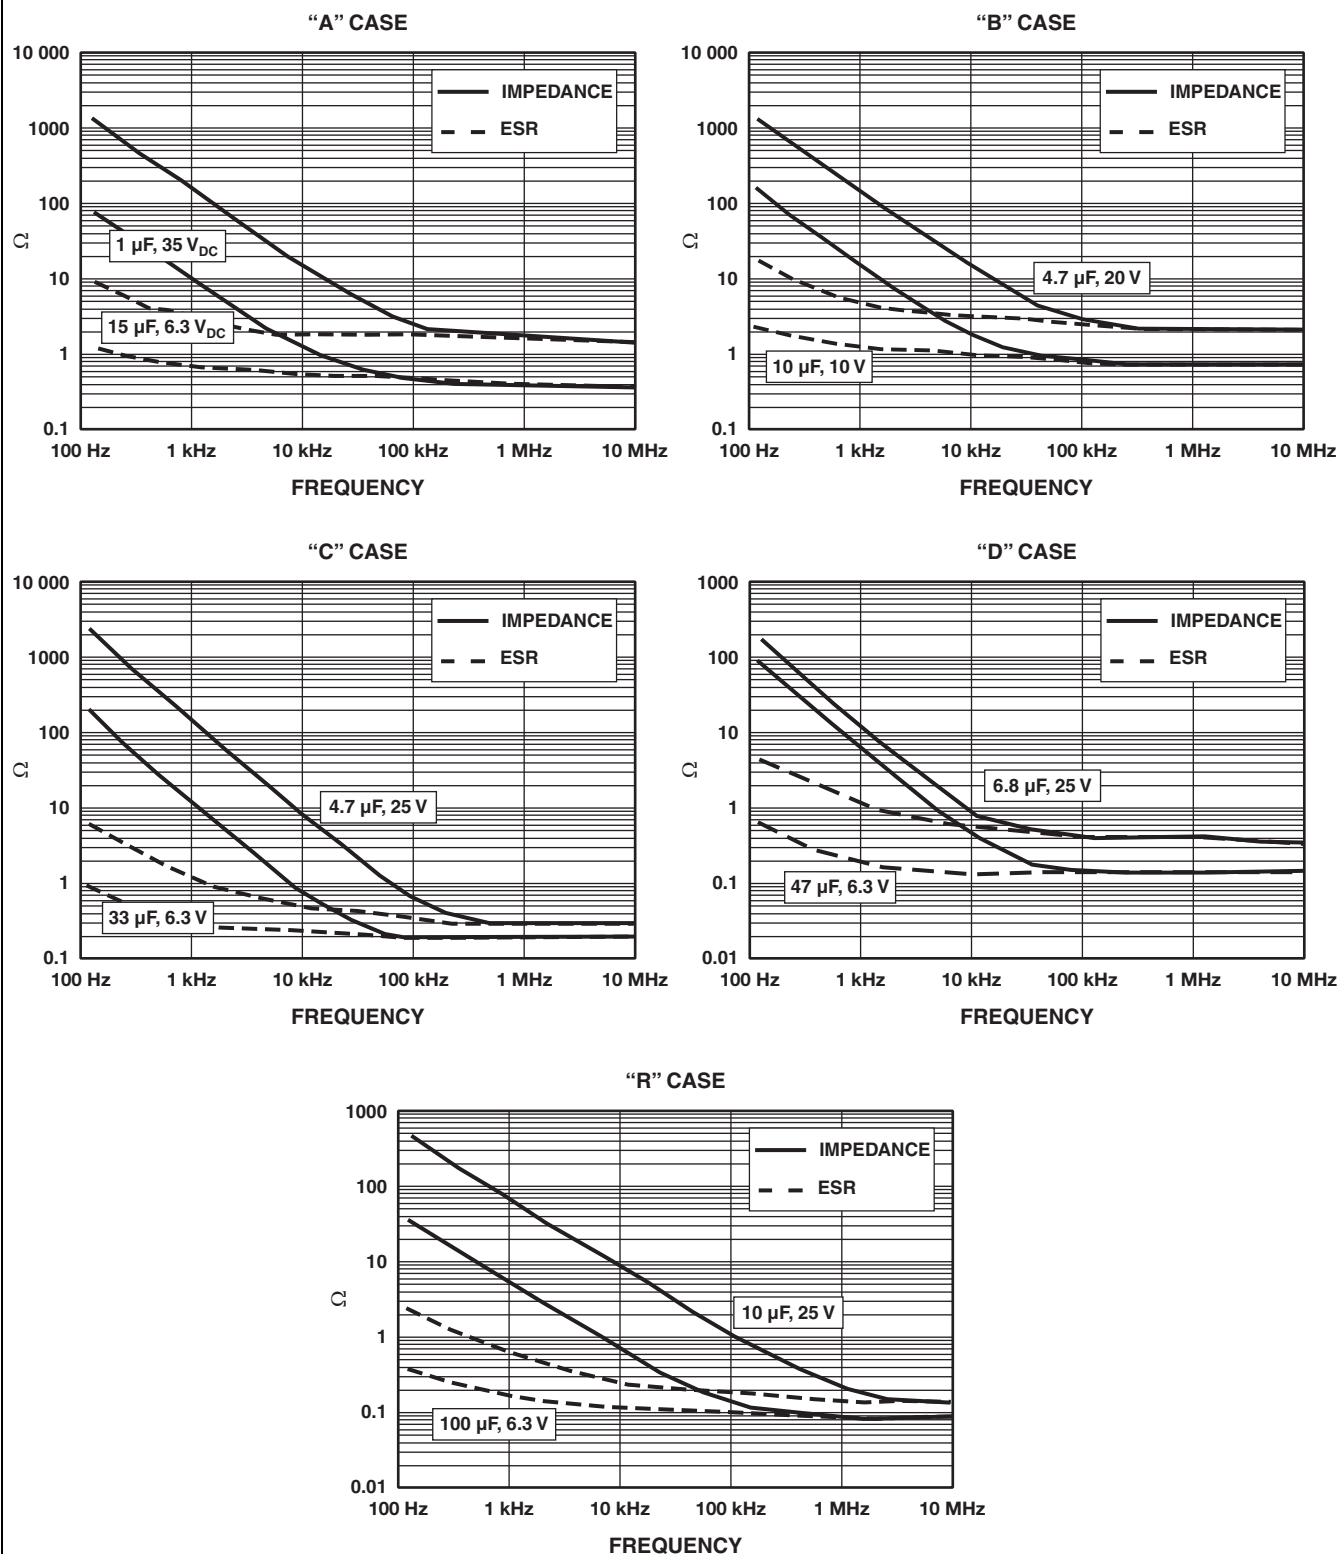 “A” CASE
10 000
1000
100
10
1
0.1
Ω
IMPEDANCE
ESR
1 µF, 35 VDC
15 µF, 6.3 VDC
100 Hz 1 kHz 10 kHz 100 kHz 1 MHz 10 MHz
FREQUENCY
“B” CASE
10 000
1000
100
10
1
0.1
Ω
IMPEDANCE
ESR
4.7 µF, 20 V
10 µF, 10 V
100 Hz 1 kHz 10 kHz 100 kHz 1 MHz 10 MHz
FREQUENCY
“C” CASE
10 000
1000
100
10
1
0.1
Ω
IMPEDANCE
ESR
4.7 µF, 25 V
33 µF, 6.3 V
100 Hz 1 kHz 10 kHz 100 kHz 1 MHz 10 MHz
FREQUENCY
“D” CASE
1000
100
10
1
0.1
0.01
Ω
IMPEDANCE
ESR
6.8 µF, 25 V
47 µF, 6.3 V
100 Hz 1 kHz 10 kHz 100 kHz 1 MHz 10 MHz
FREQUENCY
“R” CASE
1000
100
10
1
0.1
0.01
Ω
IMPEDANCE
ESR
10 µF, 25 V
100 µF, 6.3 V
100 Hz 1 kHz 10 kHz 100 kHz 1 MHz 10 MHz
FREQUENCY